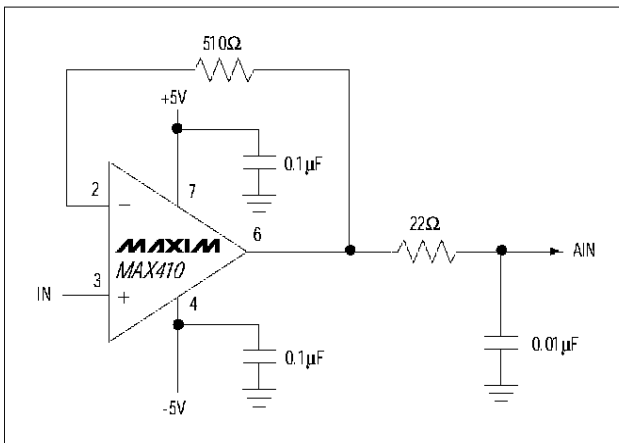 510Ω
+5V
0.1µF
2
7
−
22Ω
MAXIM
6
AIN
MAX410
3
IN
+
4
0.01µF
0.1µF
-5V